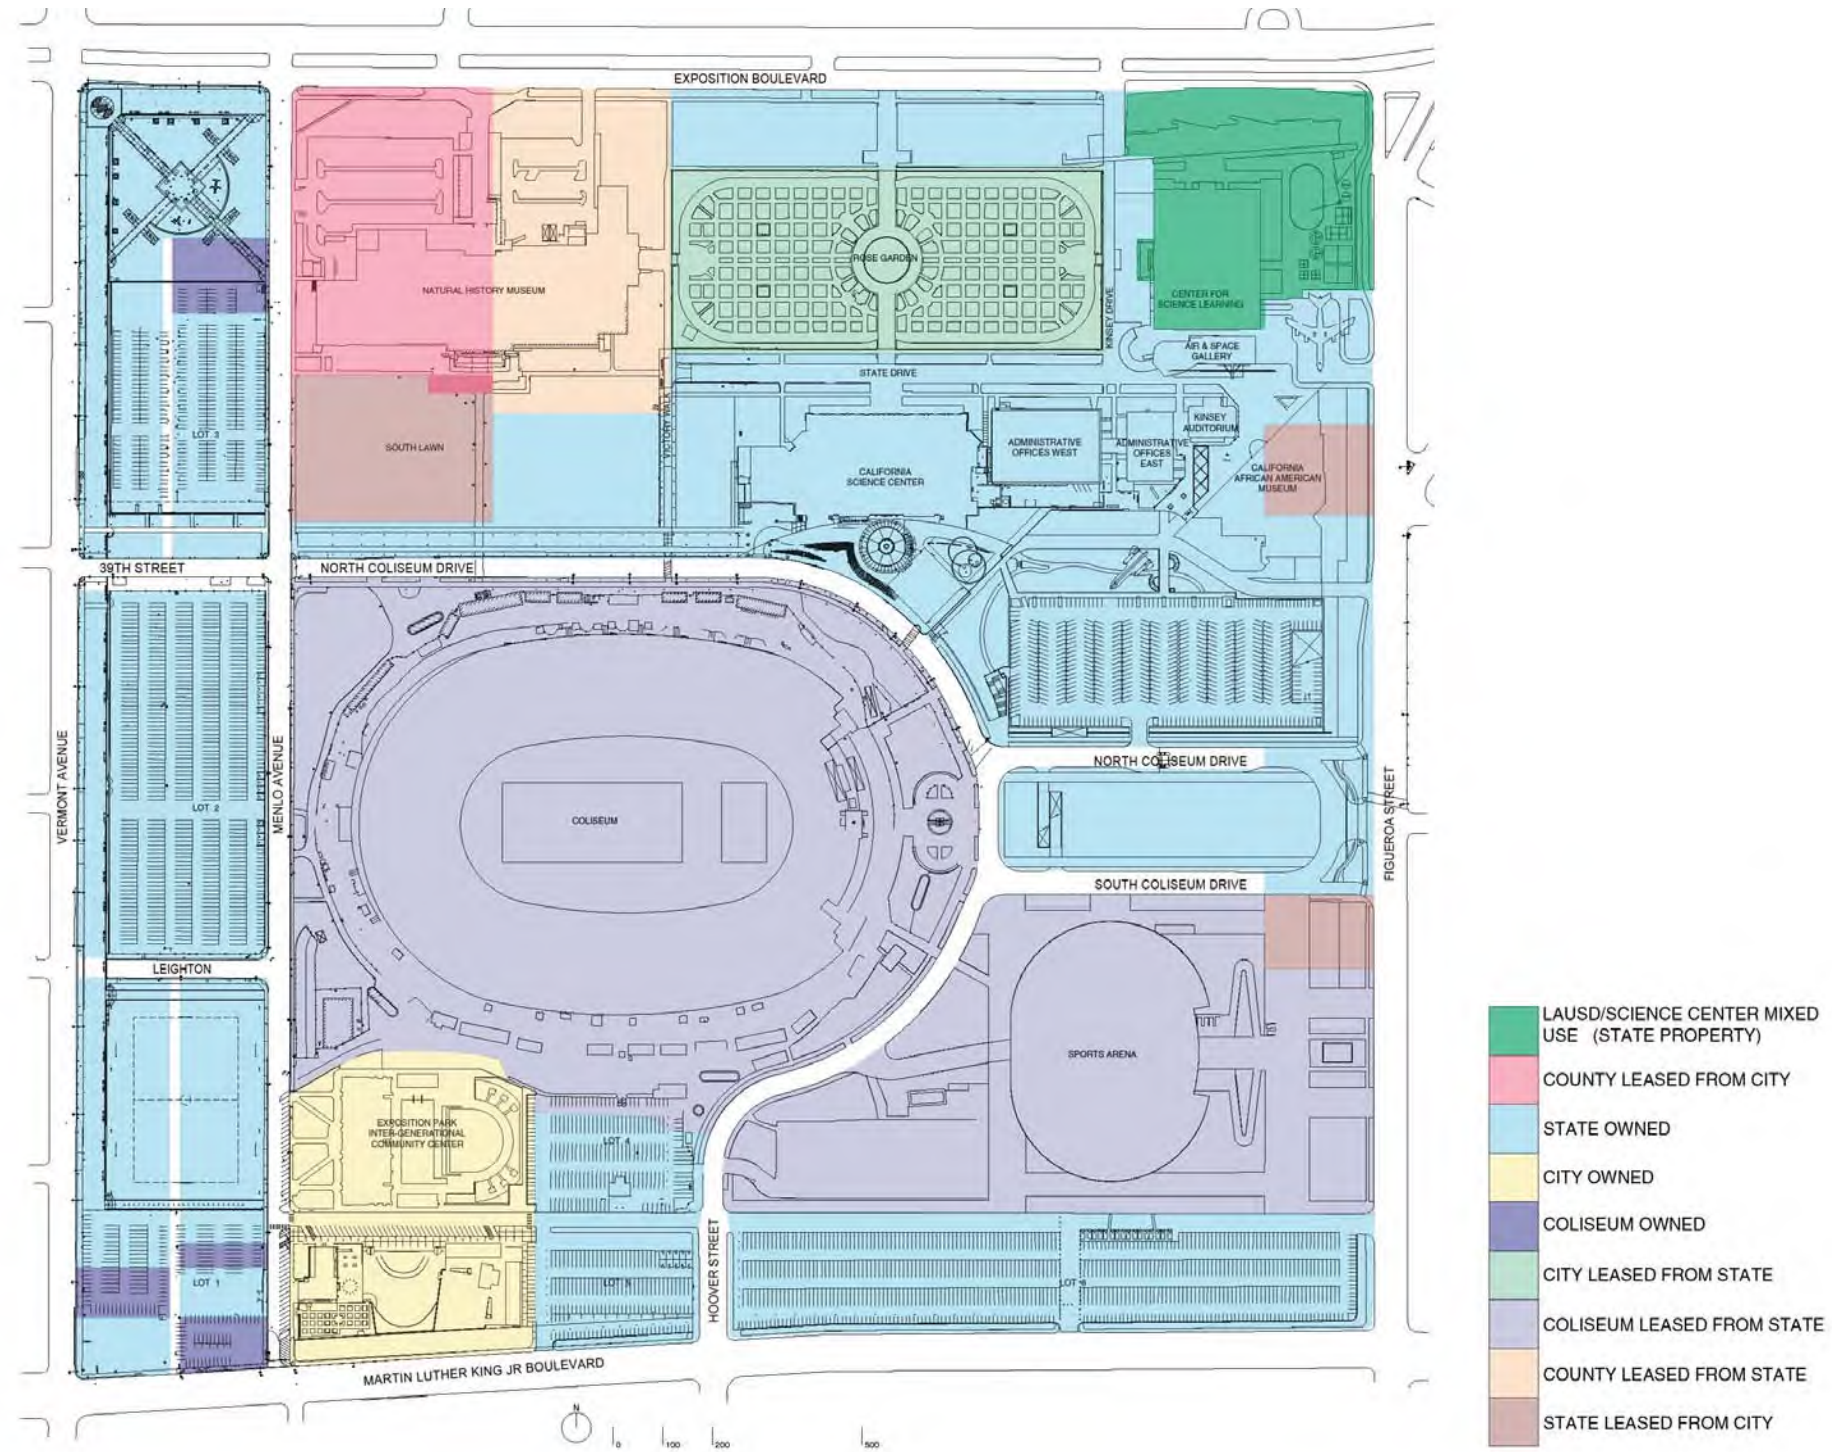 EXPOSITION BOULEVARD
ROSE GARDEN
NATURAL HISTORY MUSEUM
CENTER FOR
SCIENCE LEARNING
KINSEY DRIVE
AIR & SPACE
GALLERY
STATE DRIVE
VICTORY WALK
LOT 3
SOUTH LAWN
KINSEY
AUDITORIUM
ADMINISTRATIVE
OFFICES WEST
ADMINISTRATIVE
OFFICES
EAST
CALIFORNIA
SCIENCE CENTER
CALIFORNIA
AFRICAN AMERICAN
MUSEUM
39TH STREET
NORTH COLISEUM DRIVE
VERMONT AVENUE
MENLO AVENUE
LOT 2
COLISEUM
NORTH COLISEUM DRIVE
FIGUEROA STREET
SOUTH COLISEUM DRIVE
LEIGHTON
SPORTS ARENA
EXPOSITION PARK
INTER-GENERATIONAL
COMMUNITY CENTER
LOT 4
LOT 1
LOT 5
HOOVER STREET
LOT 6
MARTIN LUTHER KING JR BOULEVARD
N
0
100
200
500
LAUSD/SCIENCE CENTER MIXED
USE (STATE PROPERTY)
COUNTY LEASED FROM CITY
STATE OWNED
CITY OWNED
COLISEUM OWNED
CITY LEASED FROM STATE
COLISEUM LEASED FROM STATE
COUNTY LEASED FROM STATE
STATE LEASED FROM CITY